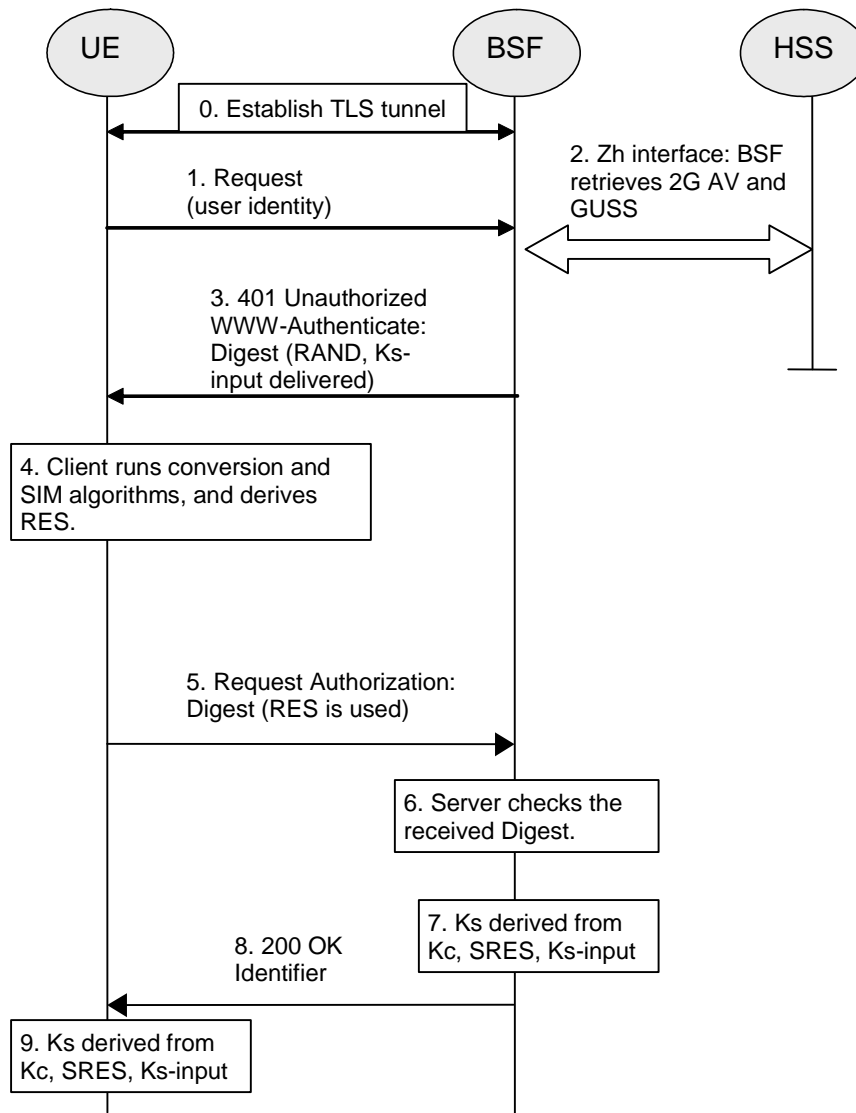 UE
BSF
HSS
0. Establish TLS tunnel
1. Request
(user identity)
2. Zh interface: BSF
retrieves 2G AV and
GUSS
3. 401 Unauthorized
WWW-Authenticate:
Digest (RAND, Ks-
input delivered)
4. Client runs conversion and
SIM algorithms, and derives
RES.
5. Request Authorization:
Digest (RES is used)
6. Server checks the
received Digest.
7. Ks derived from
Kc, SRES, Ks-input
8. 200 OK
Identifier
9. Ks derived from
Kc, SRES, Ks-input